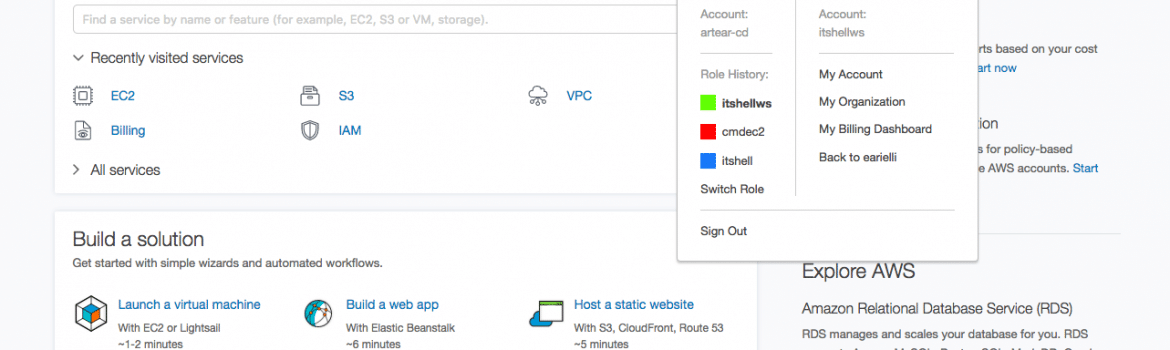 Find a service by name or feature (for example, EC2, S3 or VM, storage).
Recently visited services
EC2
S3
VPC
Billing
IAM
All services
Account:
artear-cd
Account:
itshellws
Role History:
itshellws
cmdec2
itshell
Switch Role
My Account
My Organization
My Billing Dashboard
Back to earielli
Sign Out
based on your cost
now
for policy-based
AWS accounts. Start
Build a solution
Get started with simple wizards and automated workflows.
Launch a virtual machine
With EC2 or Lightsail
~1-2 minutes
Build a web app
With Elastic Beanstalk
~6 minutes
Host a static website
With S3, CloudFront, Route 53
~5 minutes
Explore AWS
Amazon Relational Database Service (RDS)
RDS manages and scales your database for you. RDS